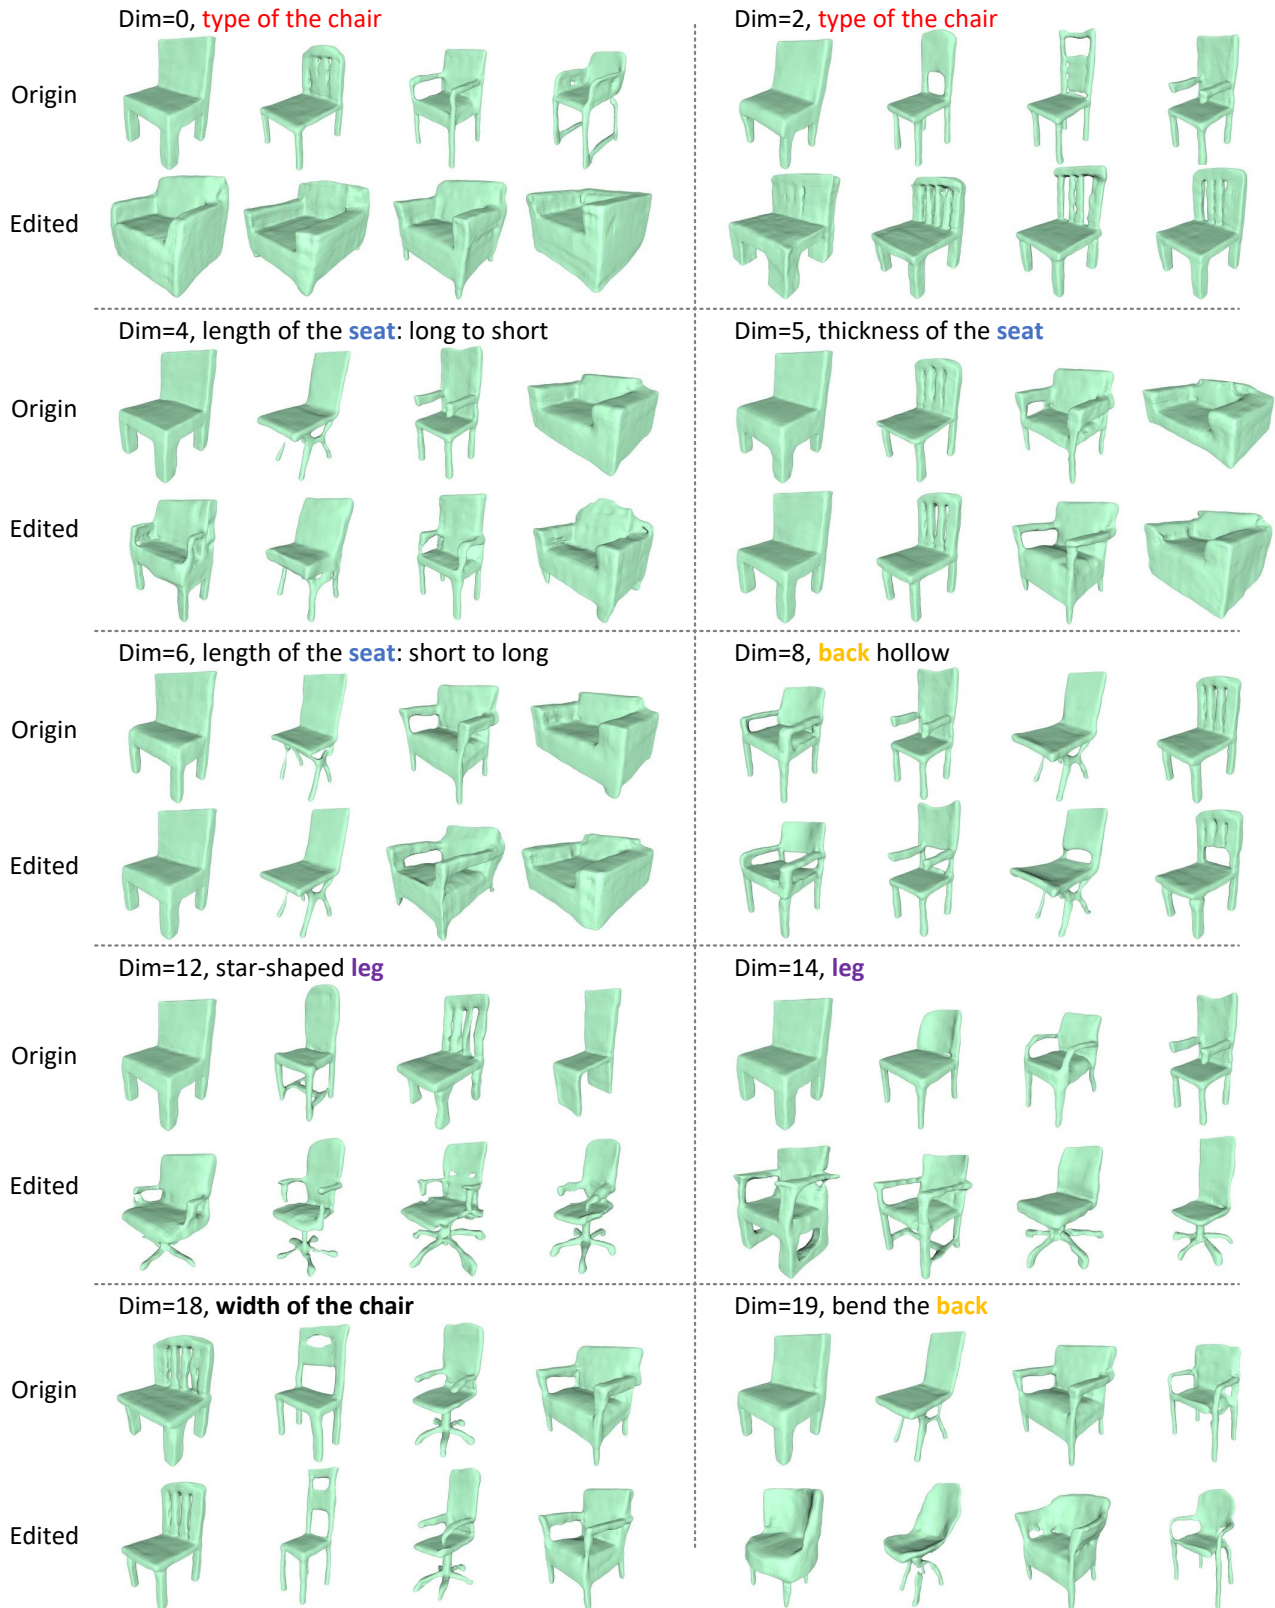 Dim=0, type of the chair
Dim=2, type of the chair
Origin
Edited
Dim=4, length of the seat: long to short
Dim=5, thickness of the seat
Origin
Edited
Dim=6, length of the seat: short to long
Dim=8, back hollow
Origin
Edited
Dim=12, star-shaped leg
Dim=14, leg
Origin
Edited
Dim=18, width of the chair
Dim=19, bend the back
Origin
Edited